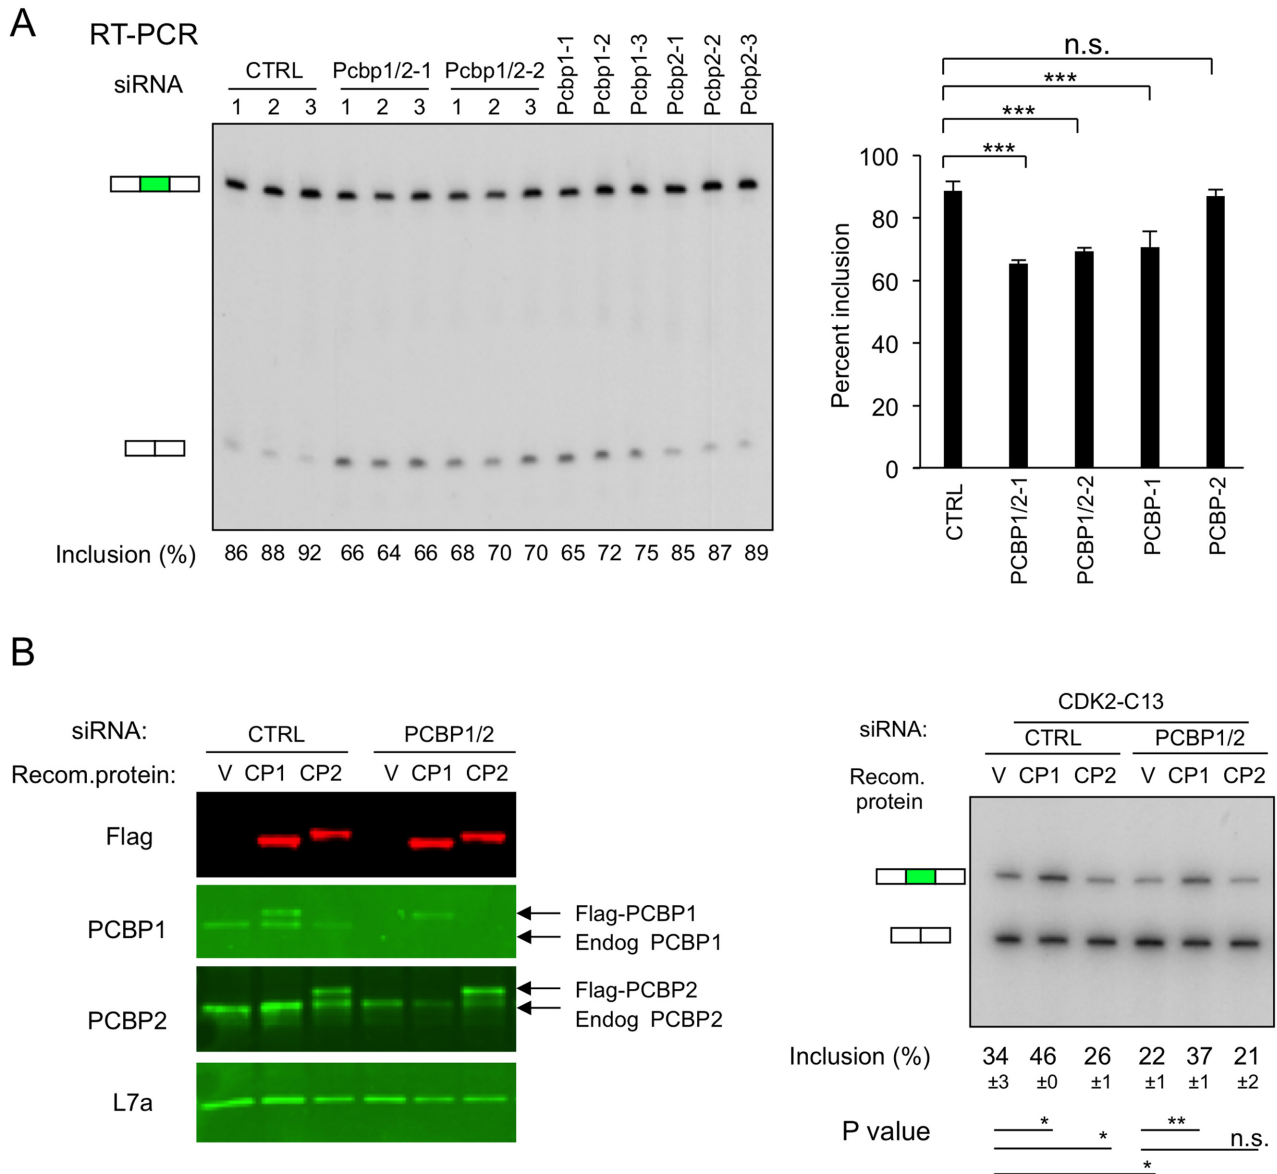 A
RT-PCR
siRNA
CTRL Pcbp1/2-1 Pcbp1/2-2 Pcbp1-1 Pcbp1-2 Pcbp1-3 Pcbp2-1 Pcbp2-2 Pcbp2-3
1 2 3 1 2 3 1 2 3
Inclusion (%) 86 88 92 66 64 66 68 70 70 65 72 75 85 87 89
n.s.
***
***
***
Percent inclusion
100
80
60
40
20
0
CTRL
PCBP1/2-1
PCBP1/2-2
PCBP-1
PCBP-2
B
siRNA: CTRL PCBP1/2
Recom.protein: V CP1 CP2 V CP1 CP2
Flag
PCBP1
Flag-PCBP1
Endog PCBP1
PCBP2
Flag-PCBP2
Endog PCBP2
L7a
CDK2-C13
siRNA: CTRL PCBP1/2
Recom.
protein
V CP1 CP2 V CP1 CP2
Inclusion (%) 34 46 26 22 37 21
±3 ±0 ±1 ±1 ±1 ±2
P value * ** 
* n.s.
*